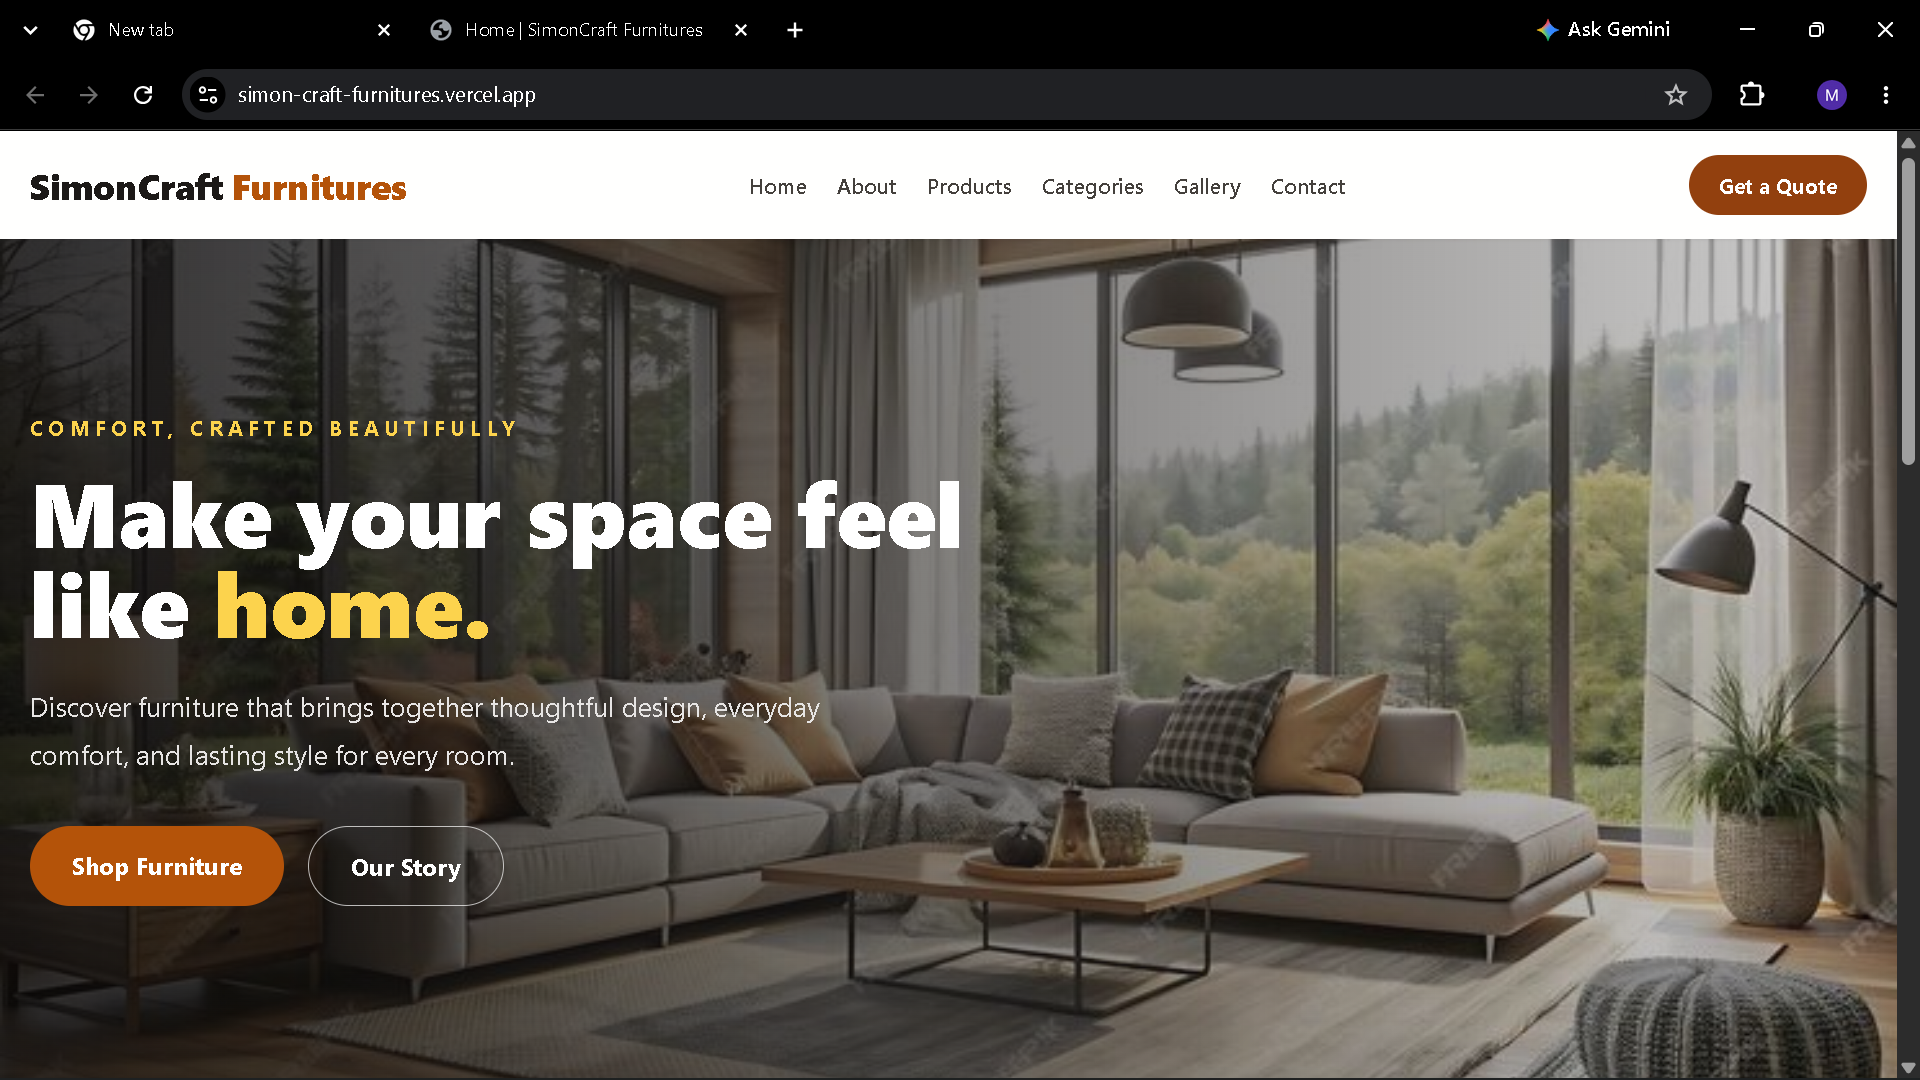 New tab
Home | SimonCraft Furnitures
Ask Gemini
simon-craft-furnitures.vercel.app
M
SimonCraft Furnitures
Home
About
Products
Categories
Gallery
Contact
Get a Quote
COMFORT, CRAFTED BEAUTIFULLY
Make your space feel
like home.
Discover furniture that brings together thoughtful design, everyday
comfort, and lasting style for every room.
Shop Furniture
Our Story